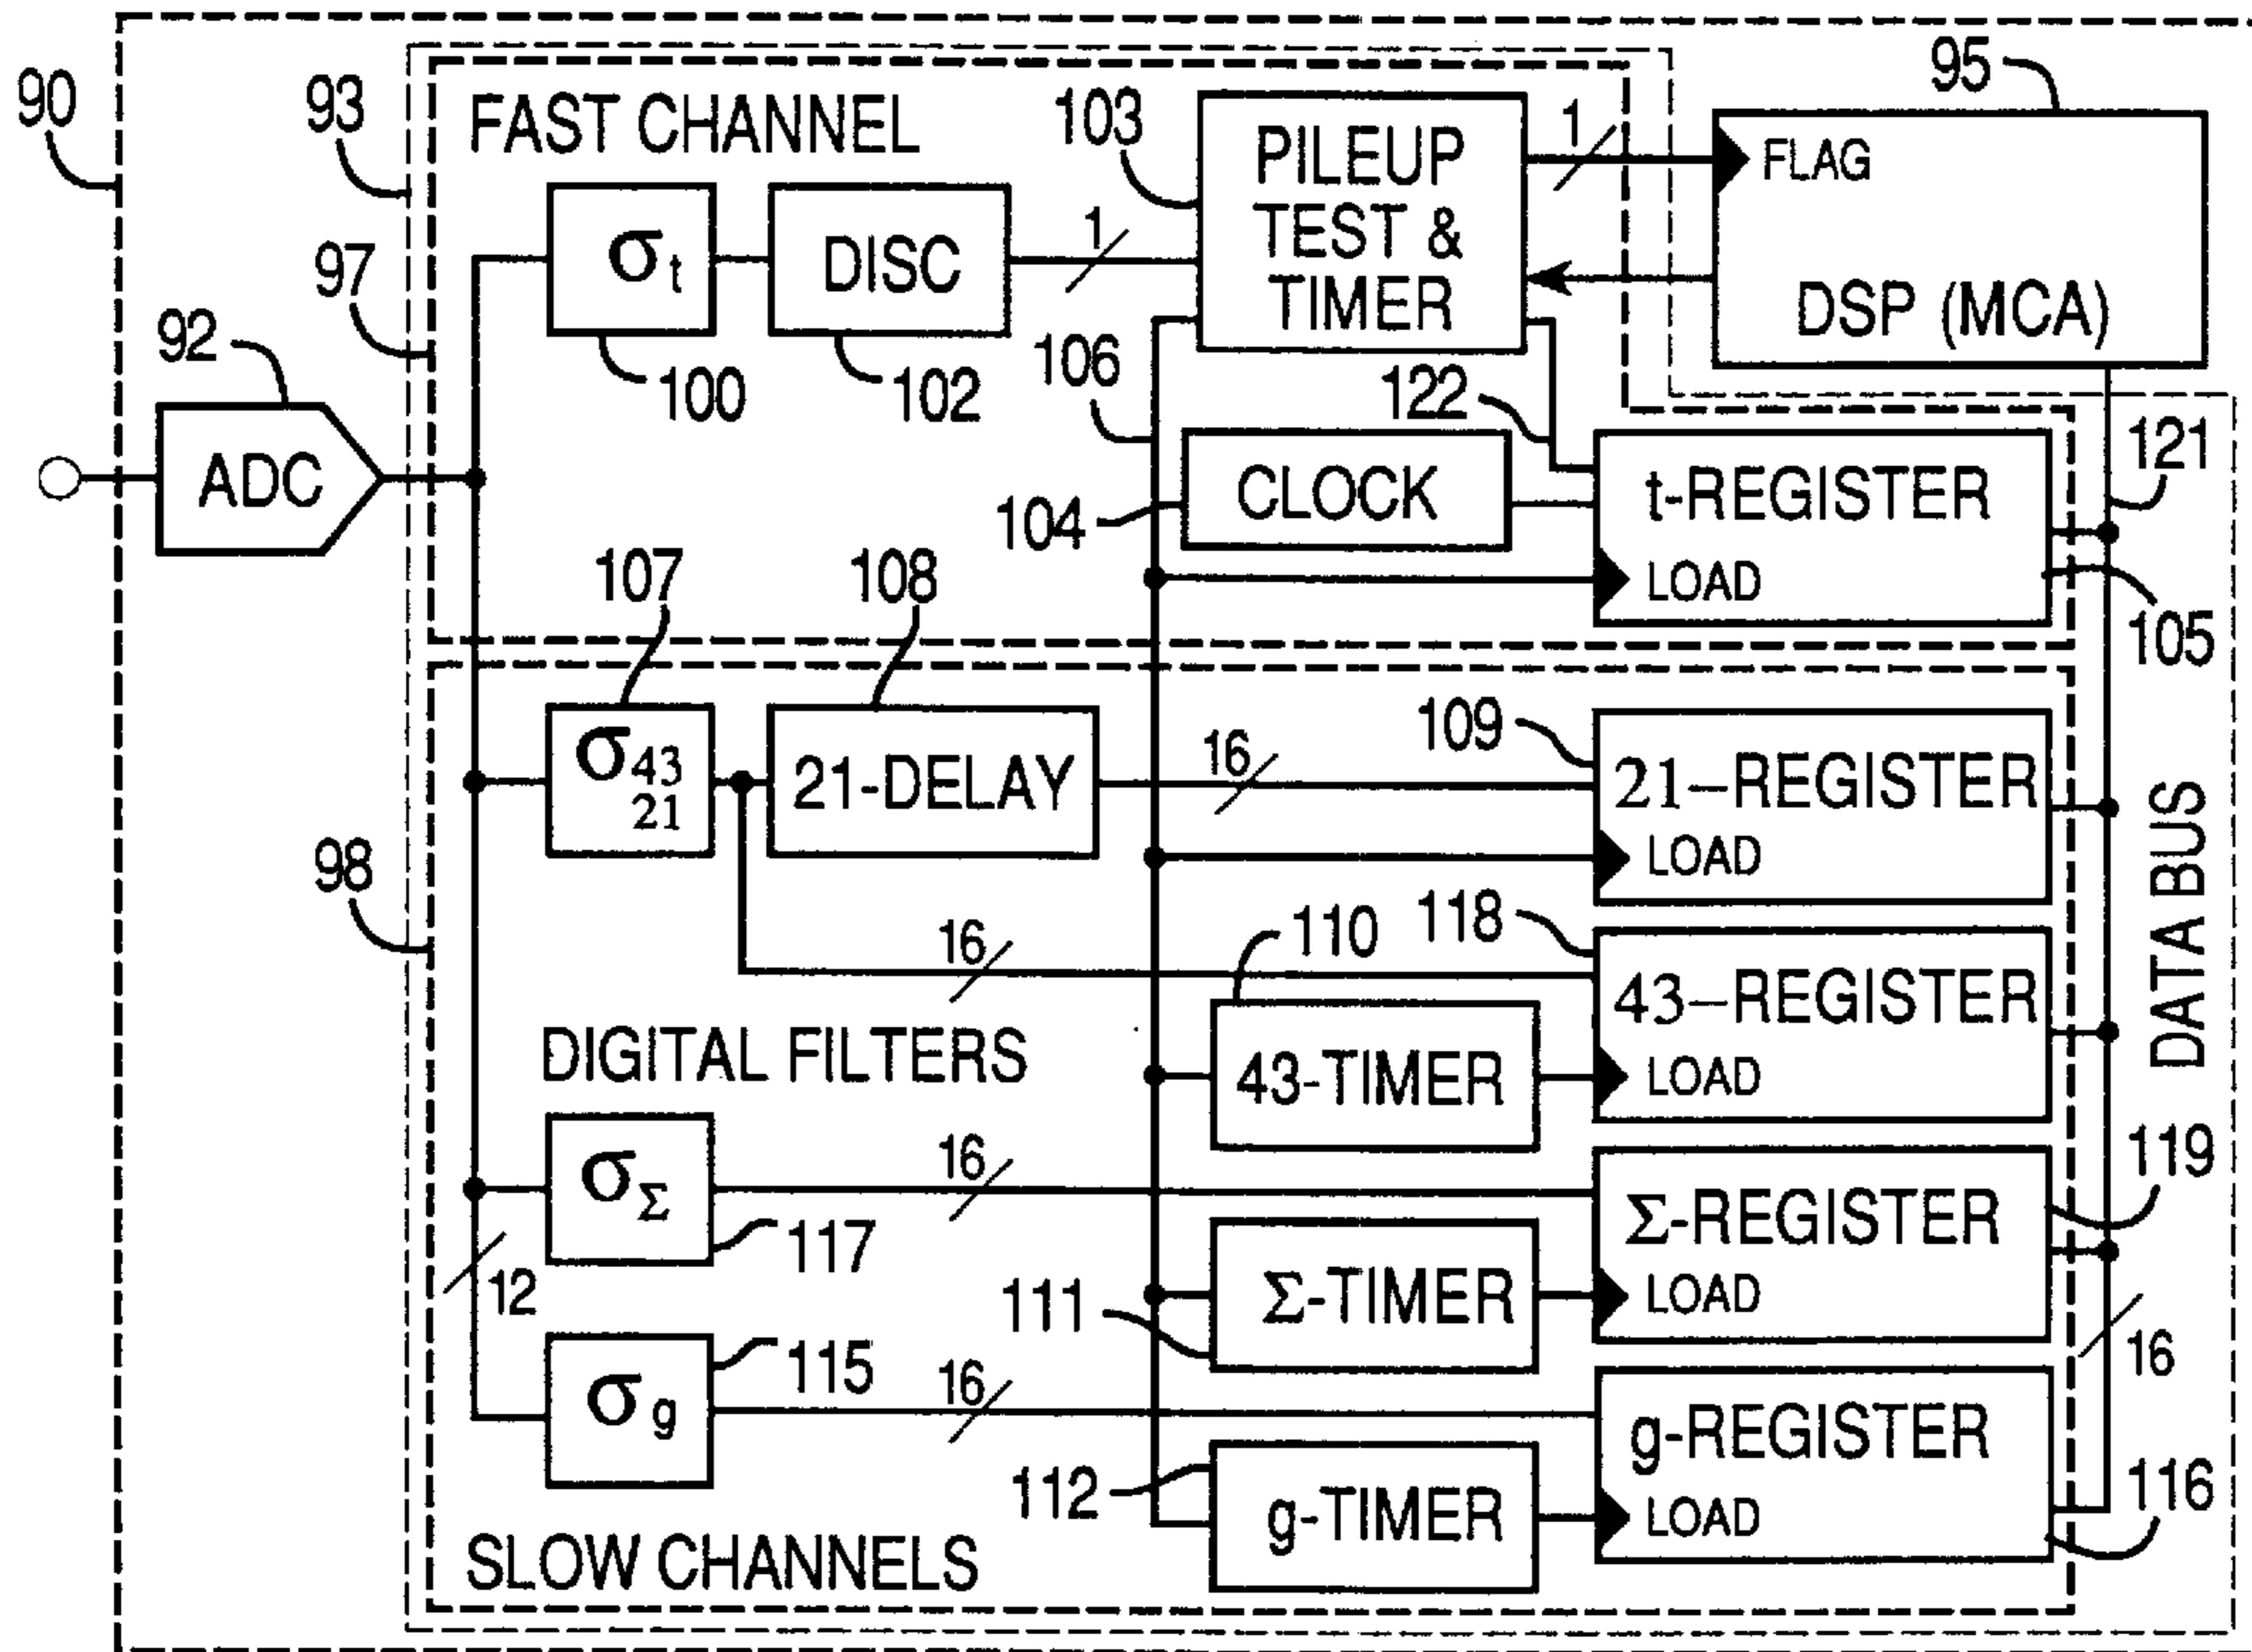 90
93
FAST CHANNEL
103
PILEUP
TEST &
TIMER
1
95
FLAG
DSP (MCA)
97
σt
DISC
1
92
100
102
106
122
121
ADC
104
CLOCK
t-REGISTER
LOAD
105
107
108
σ43
21
21-DELAY
16
109
21–REGISTER
LOAD
98
16
110
118
43–REGISTER
LOAD
DATA BUS
DIGITAL FILTERS
43-TIMER
σΣ
16
117
12
119
Σ-REGISTER
LOAD
111
Σ-TIMER
16
σg
115
16
g-REGISTER
LOAD
112
g-TIMER
116
SLOW CHANNELS